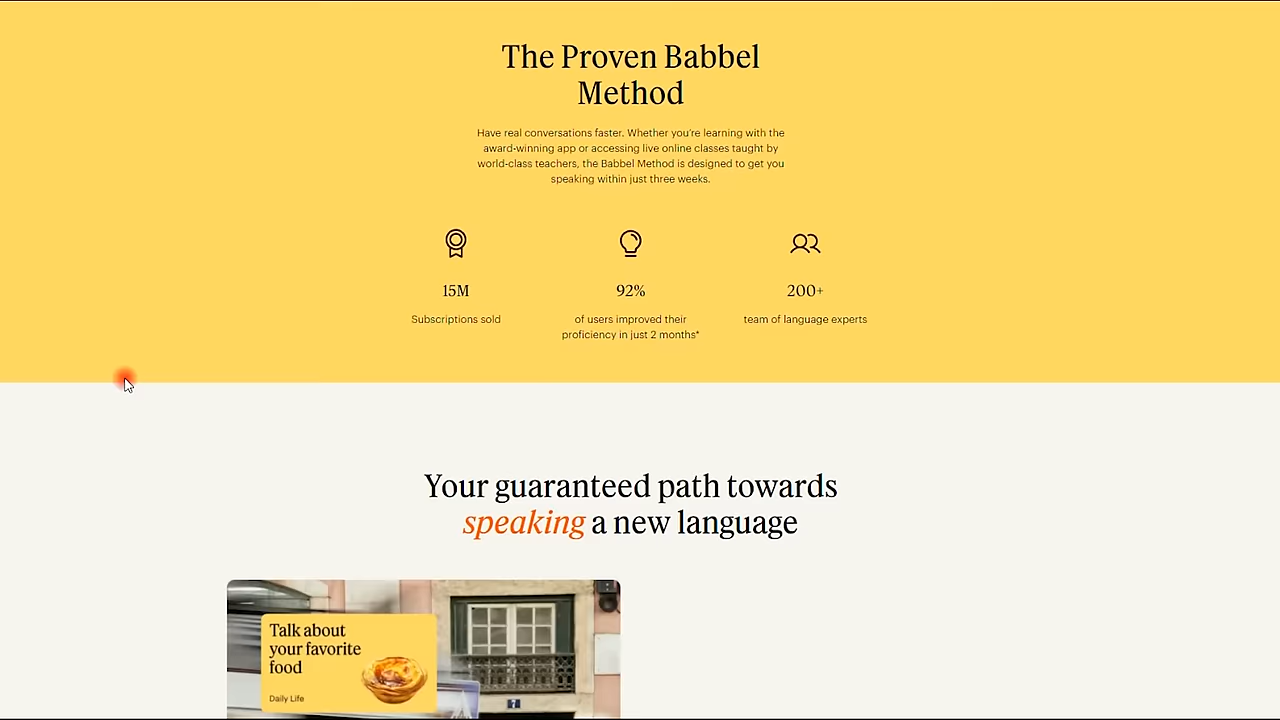 The Proven Babbel
Method
Have real conversations faster. Whether you're learning with the
award-winning app or accessing live online classes taught by
world-class teachers, the Babbel Method is designed to get you
speaking within just three weeks.
15M
92%
200+
Subscriptions sold
of users improved their
proficiency in just 2 months*
team of language experts
Your guaranteed path towards
speaking a new language
Talk about
your favorite
food
Daily Life